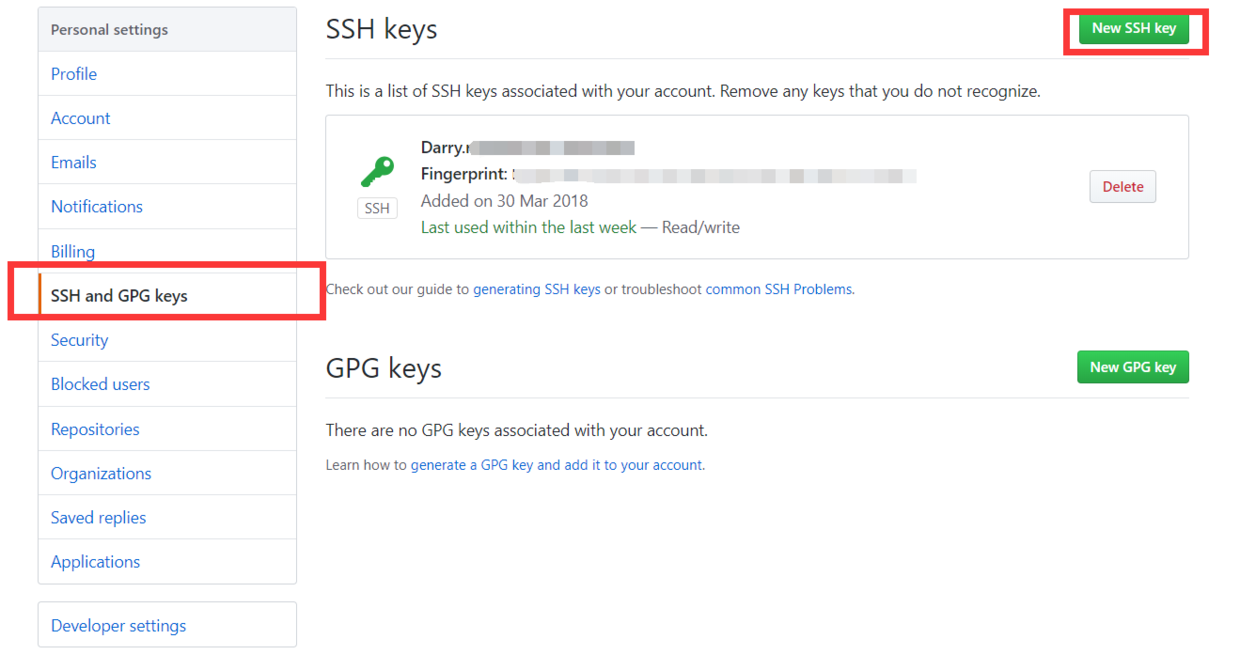 Personal settings
Profile
Account
Emails
Notifications
Billing
SSH and GPG keys
Security
Blocked users
Repositories
Organizations
Saved replies
Applications
Developer settings
SSH keys
New SSH key
This is a list of SSH keys associated with your account. Remove any keys that you do not recognize.
SSH
Darry.
Fingerprint:
Added on 30 Mar 2018
Last used within the last week — Read/write
Delete
Check out our guide to generating SSH keys or troubleshoot common SSH Problems.
GPG keys
New GPG key
There are no GPG keys associated with your account.
Learn how to generate a GPG key and add it to your account.